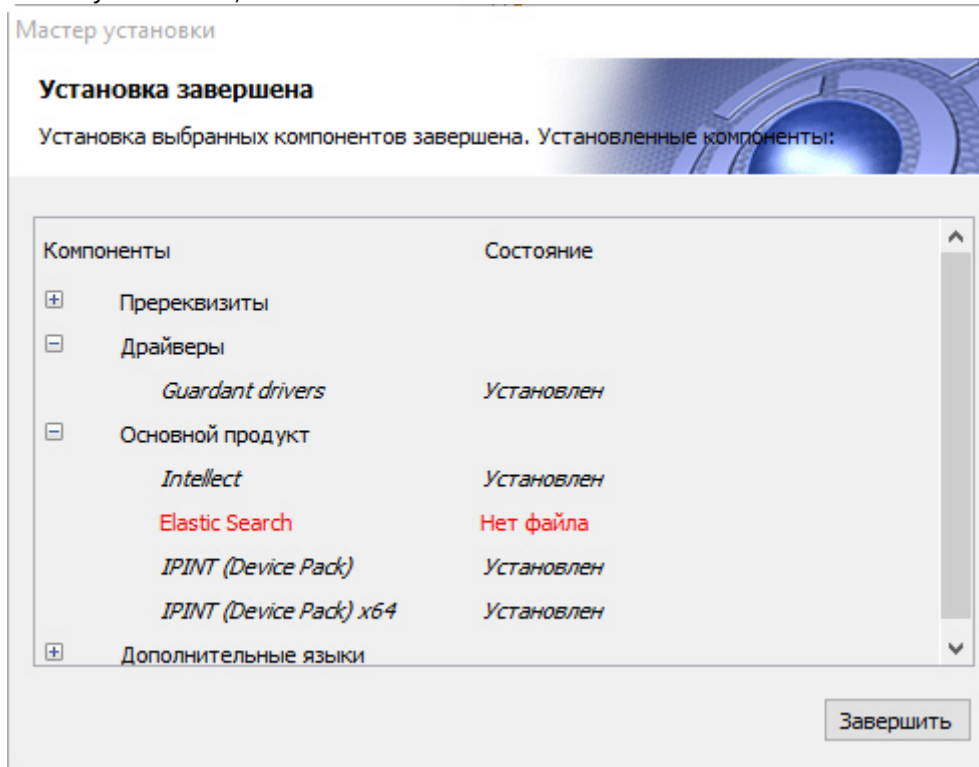 Мастер установки
Установка завершена
Установка выбранных компонентов завершена. Установленные компоненты:
Компоненты Состояние
Пререквизиты
Драйверы
Guardant drivers Установлен
Основной продукт
Intellect Установлен
Elastic Search Нет файла
IPINT (Device Pack) Установлен
IPINT (Device Pack) x64 Установлен
Дополнительные языки
Завершить